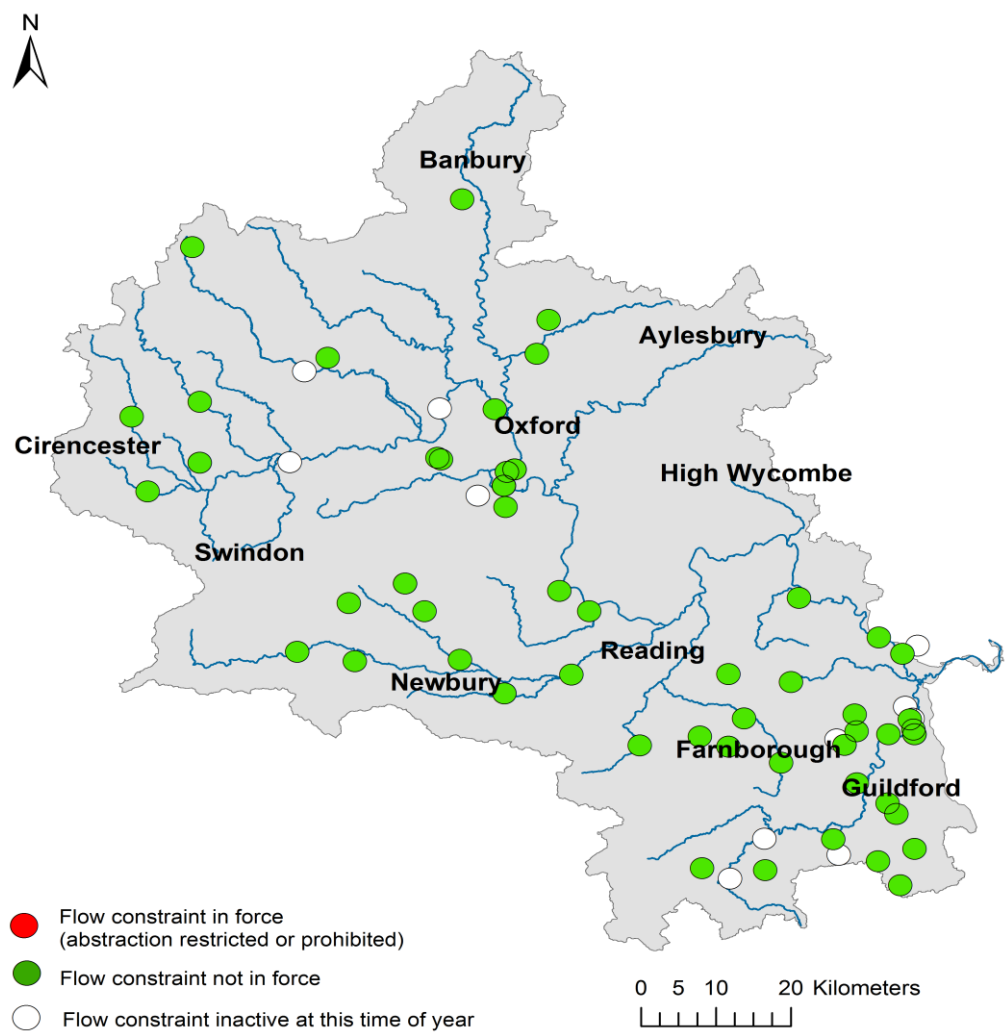 N
Banbury
Aylesbury
Oxford
Cirencester
High Wycombe
Swindon
Reading
Newbury
Farnborough
Guildford
Flow constraint in force
(abstraction restricted or prohibited)
Flow constraint not in force
Flow constraint inactive at this time of year
0 5 10 20 Kilometers